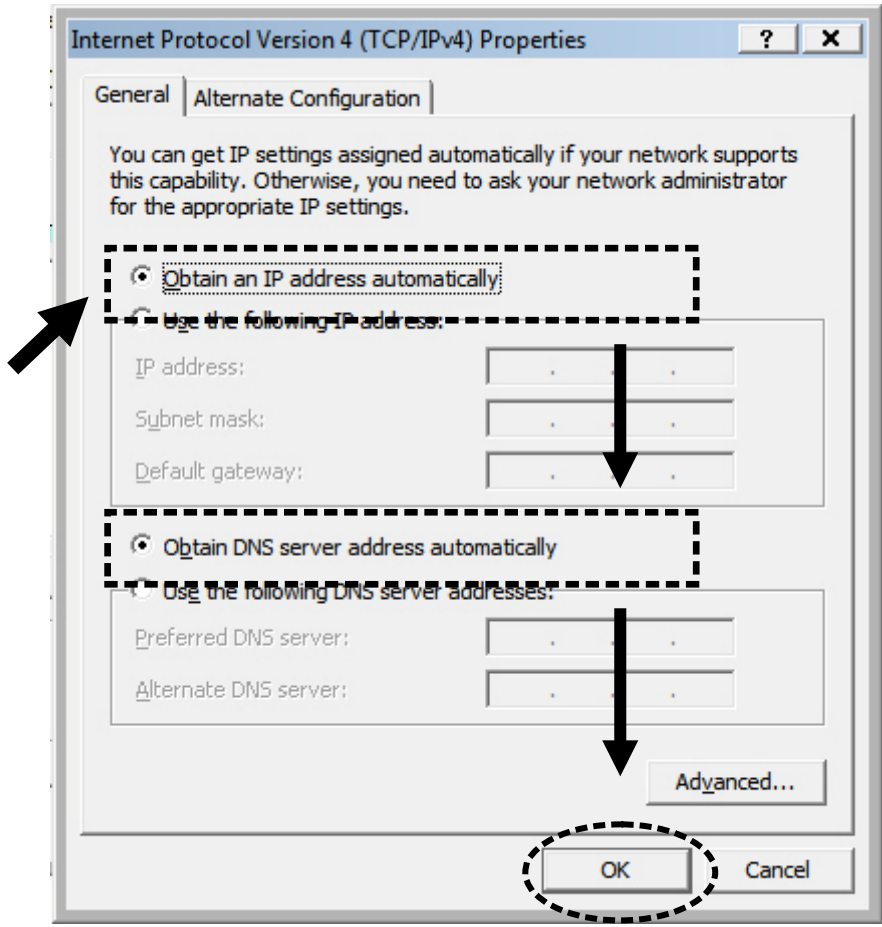 Internet Protocol Version 4 (TCP/IPv4) Properties
?
General
Alternate Configuration
You can get IP settings assigned automatically if your network supports
this capability. Otherwise, you need to ask your network administrator
for the appropriate IP settings.
Obtain an IP address automatically
Use the following IP address:
IP address:
Subnet mask:
Default gateway:
Obtain DNS server address automatically
Use the following DNS server addresses:
Preferred DNS server:
Alternate DNS server:
Advanced...
OK
Cancel